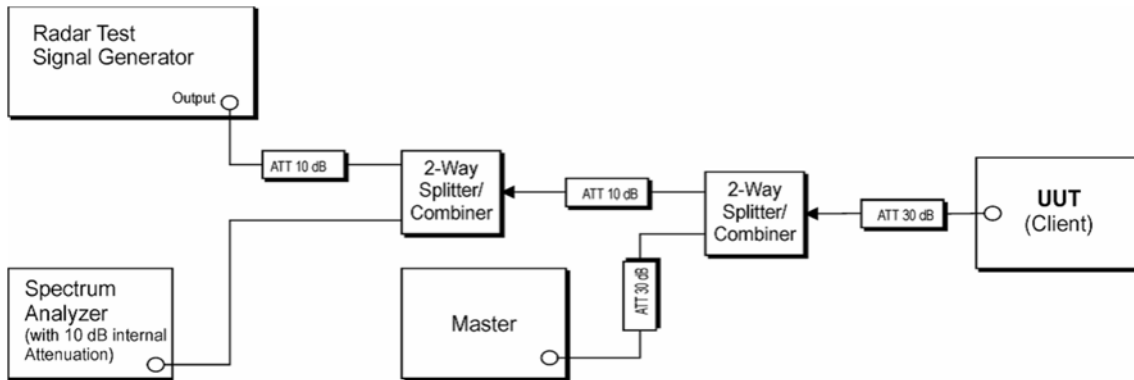 Radar Test
Signal Generator
Output
ATT 10 dB
2-Way
Splitter/
Combiner
ATT 10 dB
2-Way
Splitter/
Combiner
ATT 30 dB
UUT
(Client)
Spectrum
Analyzer
(with 10 dB internal
Attenuation)
Master
ATT 30 dB